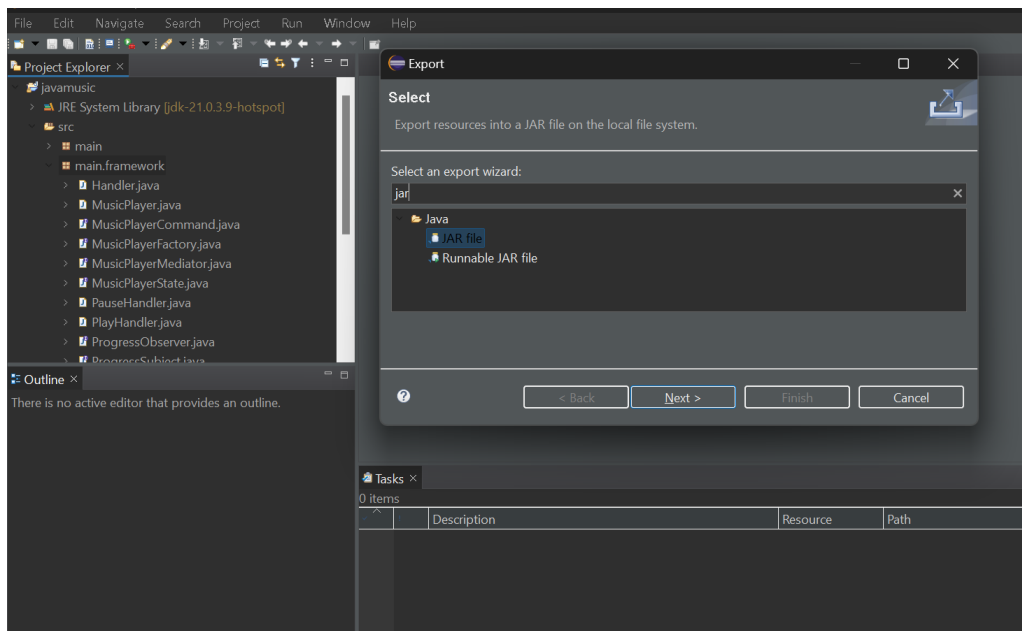 File Edit Navigate Search Project Run Window Help
Project Explorer
javamusic
JRE System Library [jdk-21.0.3.9-hotspot]
src
main
main.framework
Handler.java
MusicPlayer.java
MusicPlayerCommand.java
MusicPlayerFactory.java
MusicPlayerMediator.java
MusicPlayerState.java
PauseHandler.java
PlayHandler.java
ProgressObserver.java
ProgressSubject.java
Outline
There is no active editor that provides an outline.
Export
Select
Export resources into a JAR file on the local file system.
Select an export wizard:
jar
Java
JAR file
Runnable JAR file
< Back Next > Finish Cancel
Tasks
0 items
Description Resource Path